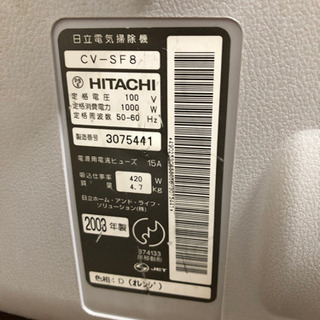 日立電気掃除機
CV-SF8
HITACHI
定格電圧 100 V
定格消費電力 1000 W
定格周波数 50-60 Hz
製造番号 3075441
電源用電流ヒューズ 15A
吸込仕事率 420 W
質量 4.7 kg
日立ホーム・アンド・ライフ・
ソリューション(株)
2003 年製
JET
色相:D(オレンジ)